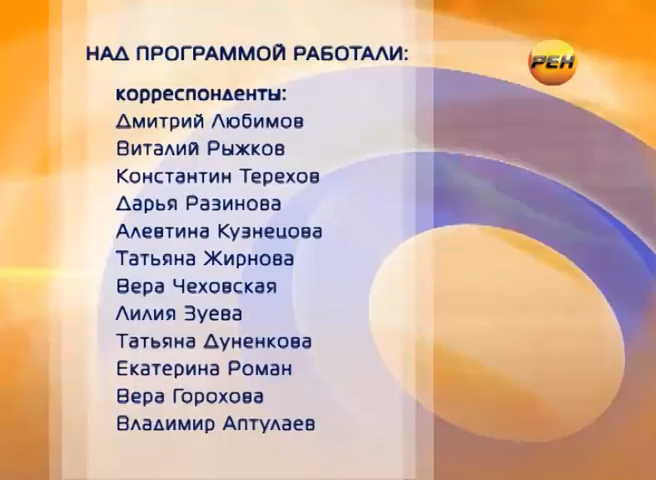 НАД ПРОГРАММОЙ РАБОТАЛИ:
РЕН
корреспонденты:
Дмитрий Любимов
Виталий Рыжков
Константин Терехов
Дарья Разинова
Алевтина Кузнецова
Татьяна Жирнова
Вера Чеховская
Лилия Зуева
Татьяна Дуненкова
Екатерина Роман
Вера Горохова
Владимир Аптулаев